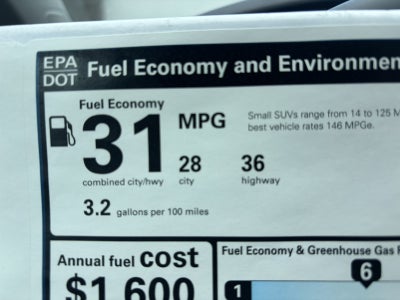 EPA
DOT
Fuel Economy and
Fuel Economy
31
MPG
Small SUVs range from 14 to 125
best vehicle rates 146 MPGe.
28
36
combined city/hwy
city
highway
3.2 gallons per 100 miles
Annual fuel cost
$1,600
Fuel Economy & Greenhouse Gas
6
1